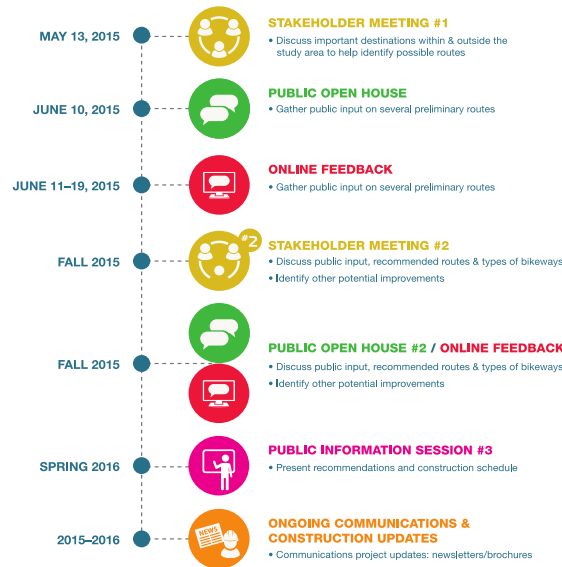 MAY 13, 2015
STAKEHOLDER MEETING #1
• Discuss important destinations within & outside the
study area to help identify possible routes
JUNE 10, 2015
PUBLIC OPEN HOUSE
• Gather public input on several preliminary routes
JUNE 11–19, 2015
ONLINE FEEDBACK
• Gather public input on several preliminary routes
FALL 2015
#2
STAKEHOLDER MEETING #2
• Discuss public input, recommended routes & types of bikeways
• Identify other potential improvements
FALL 2015
PUBLIC OPEN HOUSE #2 / ONLINE FEEDBACK
• Discuss public input, recommended routes & types of bikeways
• Identify other potential improvements
SPRING 2016
PUBLIC INFORMATION SESSION #3
• Present recommendations and construction schedule
2015–2016
NEWS
ONGOING COMMUNICATIONS &
CONSTRUCTION UPDATES
• Communications project updates: newsletters/brochures